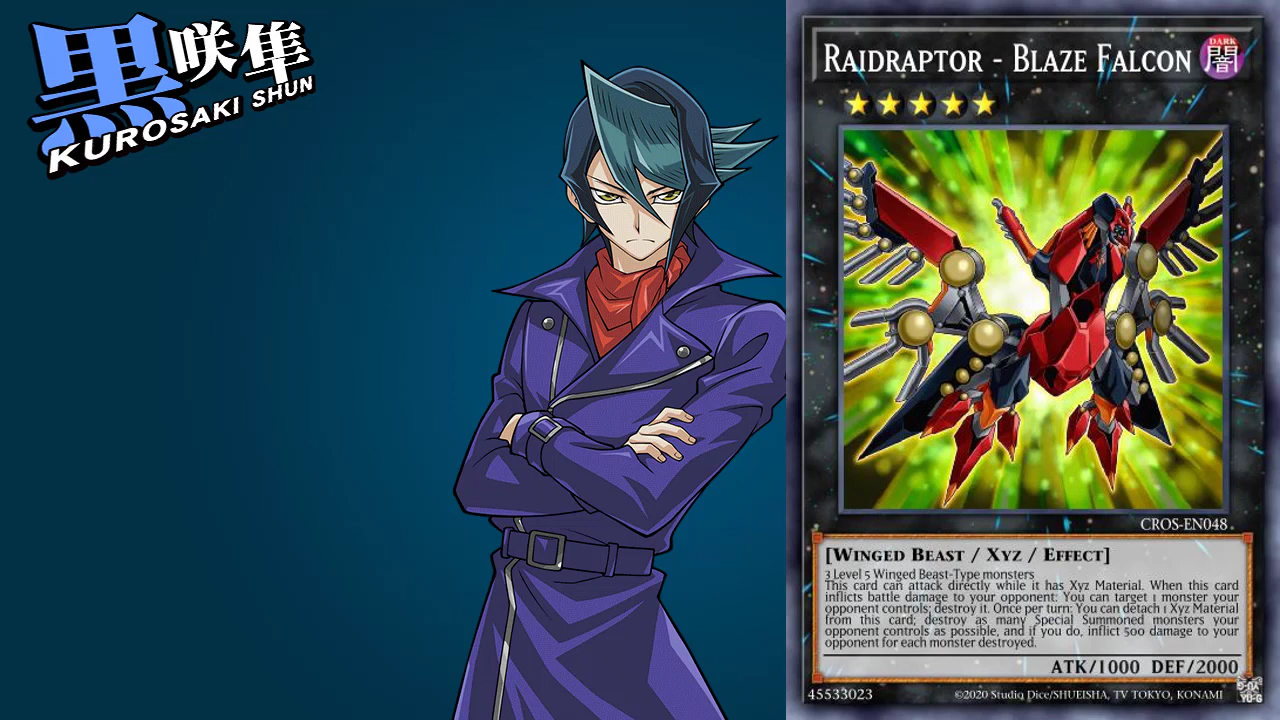 黒咲隼
KUROSAKI SHUN
RAIDRAPTOR - BLAZE FALCON
DARK
闇
CROS-EN048
[WINGED BEAST / XYZ / EFFECT]
3 Level 5 Winged Beast-Type monsters
This card can attack directly while it has Xyz Material. When this card
inflicts battle damage to your opponent: You can target 1 monster your
opponent controls; destroy it. Once per turn: You can detach 1 Xyz Material
from this card; destroy as many Special Summoned monsters your
opponent controls as possible, and if you do, inflict 500 damage to your
opponent for each monster destroyed.
ATK/1000 DEF/2000
45533023
©2020 Studio Dice/SHUEISHA, TV TOKYO, KONAMI